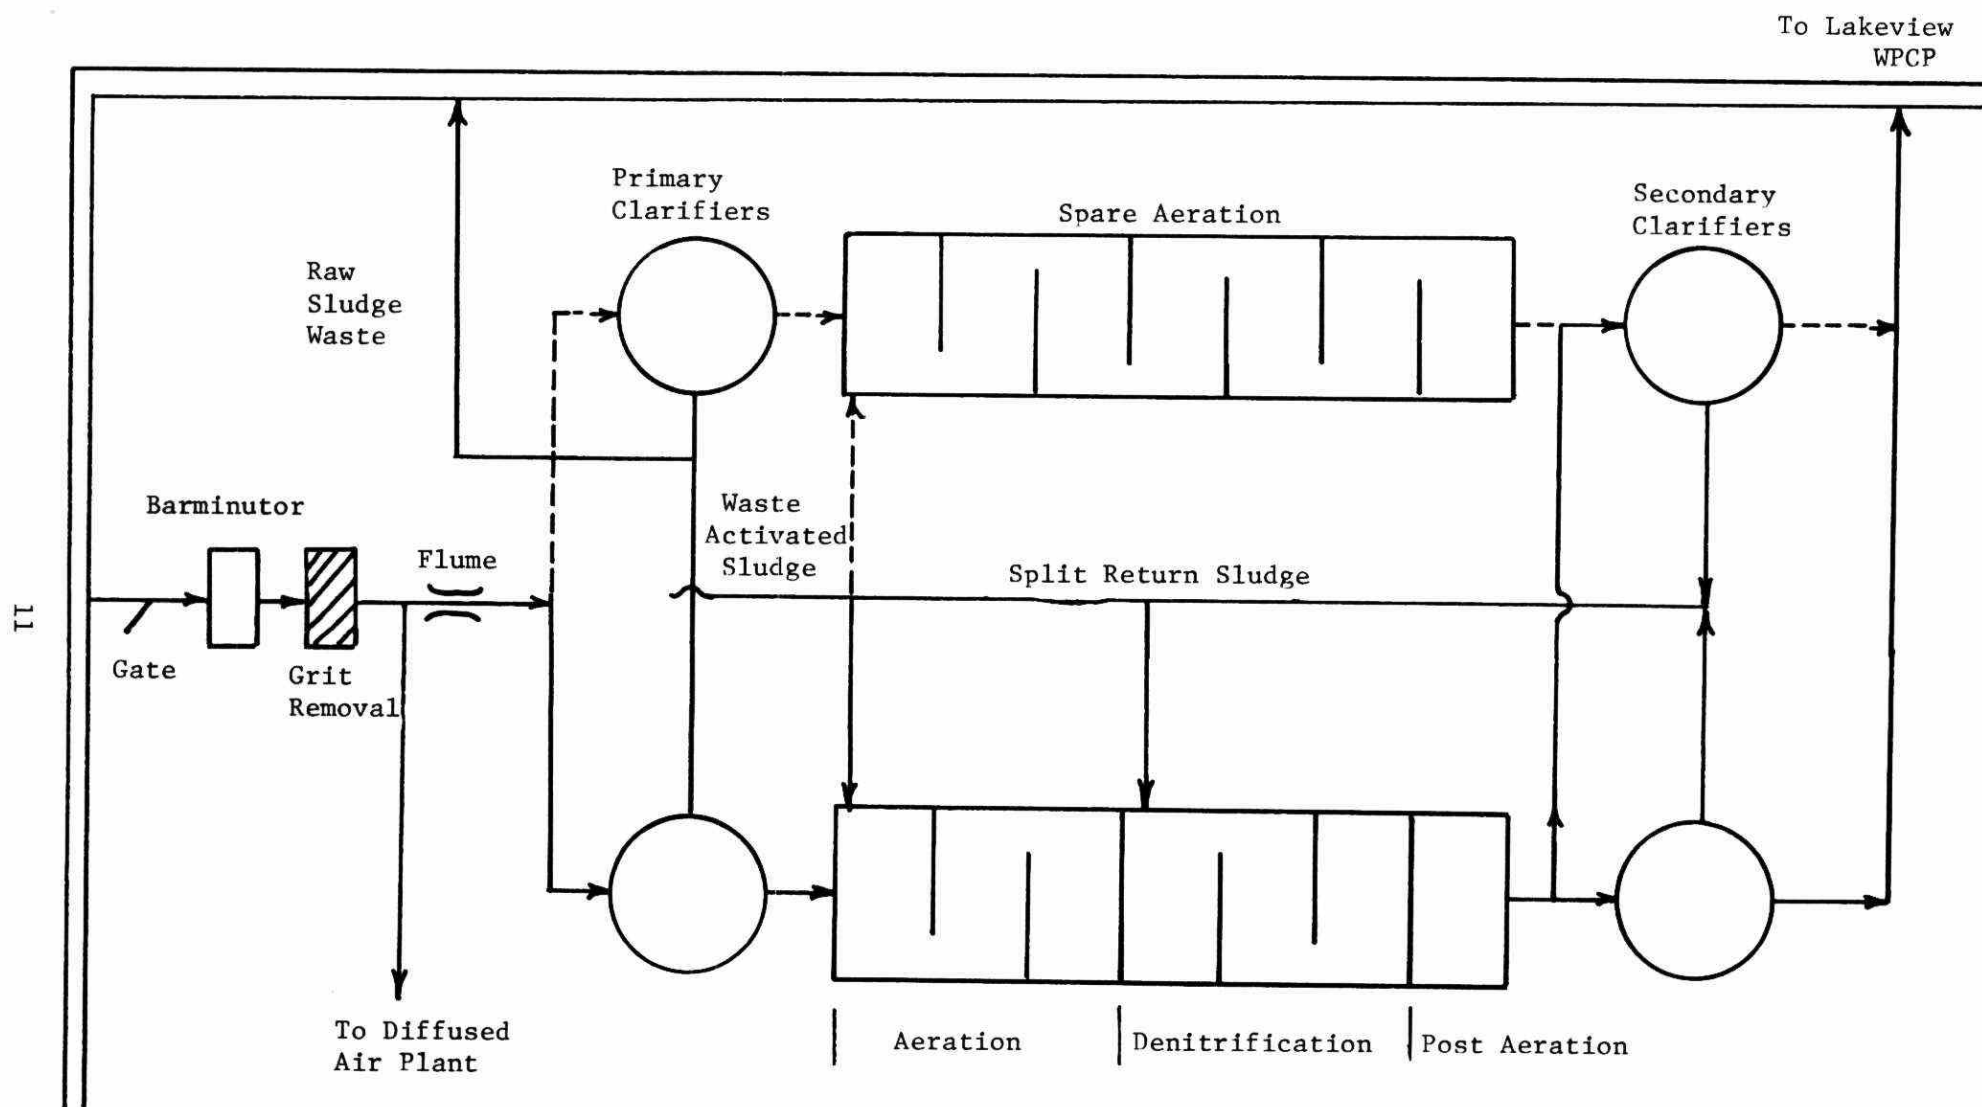 To Lakeview
WPCP
Primary
Clarifiers
Spare Aeration
Secondary
Clarifiers
Raw
Sludge
Waste
Barminutor
Flume
Waste
Activated
Sludge
Split Return Sludge
11
Gate
Grit
Removal
To Diffused
Air Plant
Aeration
Denitrification
Post Aeration